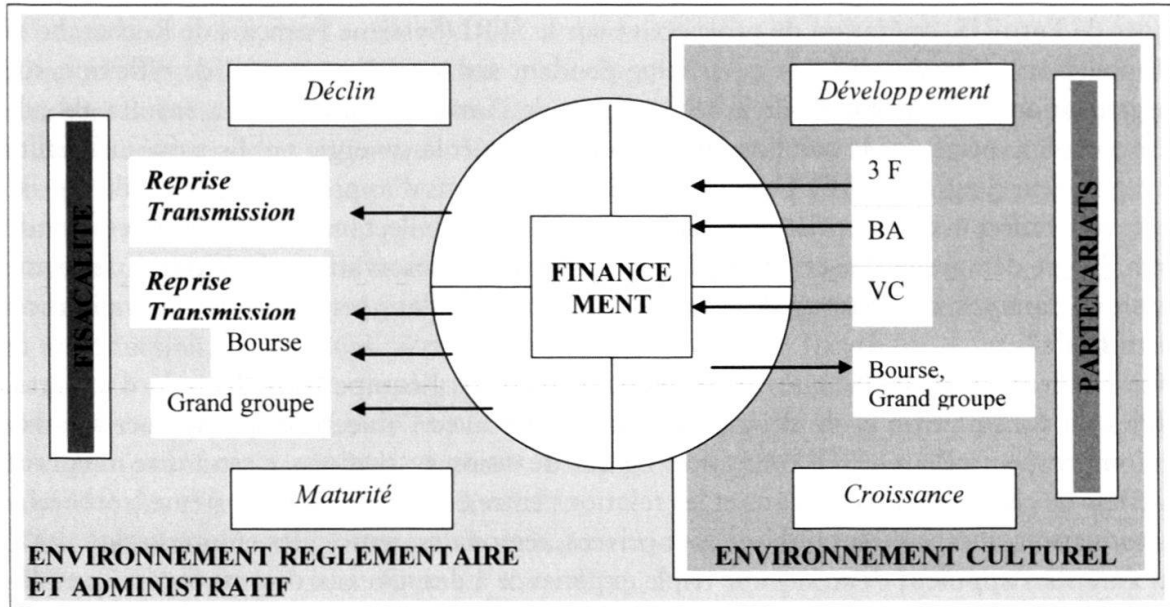 Déclin
Développement
FISACALITE
Reprise
Transmission
Reprise
Transmission
Bourse
Grand groupe
FINANCE
MENT
3 F
BA
VC
Bourse,
Grand groupe
PARTENARIATS
Maturité
Croissance
ENVIRONNEMENT REGLEMENTAIRE
ET ADMINISTRATIF
ENVIRONNEMENT CULTUREL